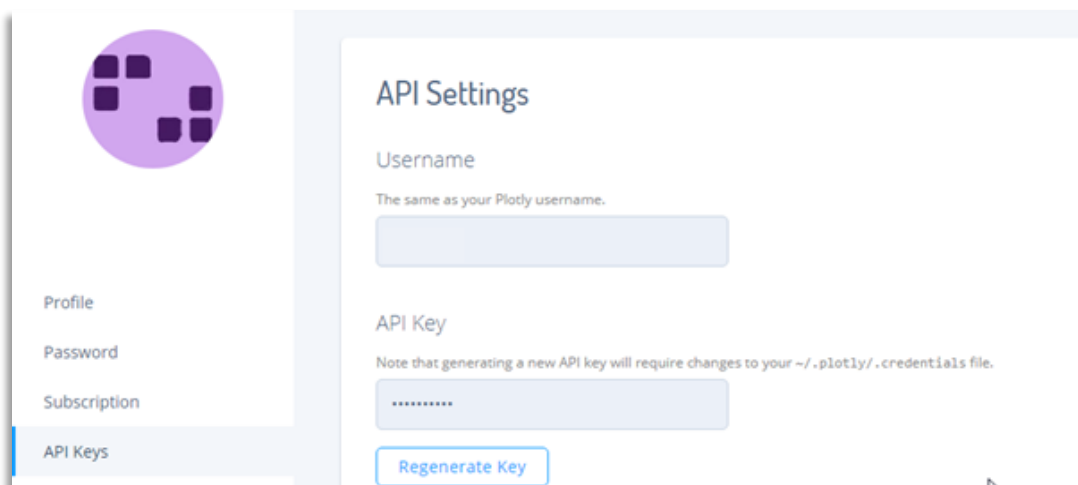 API Settings
Username
The same as your Plotly username.
Profile
API Key
Password
Note that generating a new API key will require changes to your ~/.plotly/.credentials file.
Subscription
••••••••••
API Keys
Regenerate Key